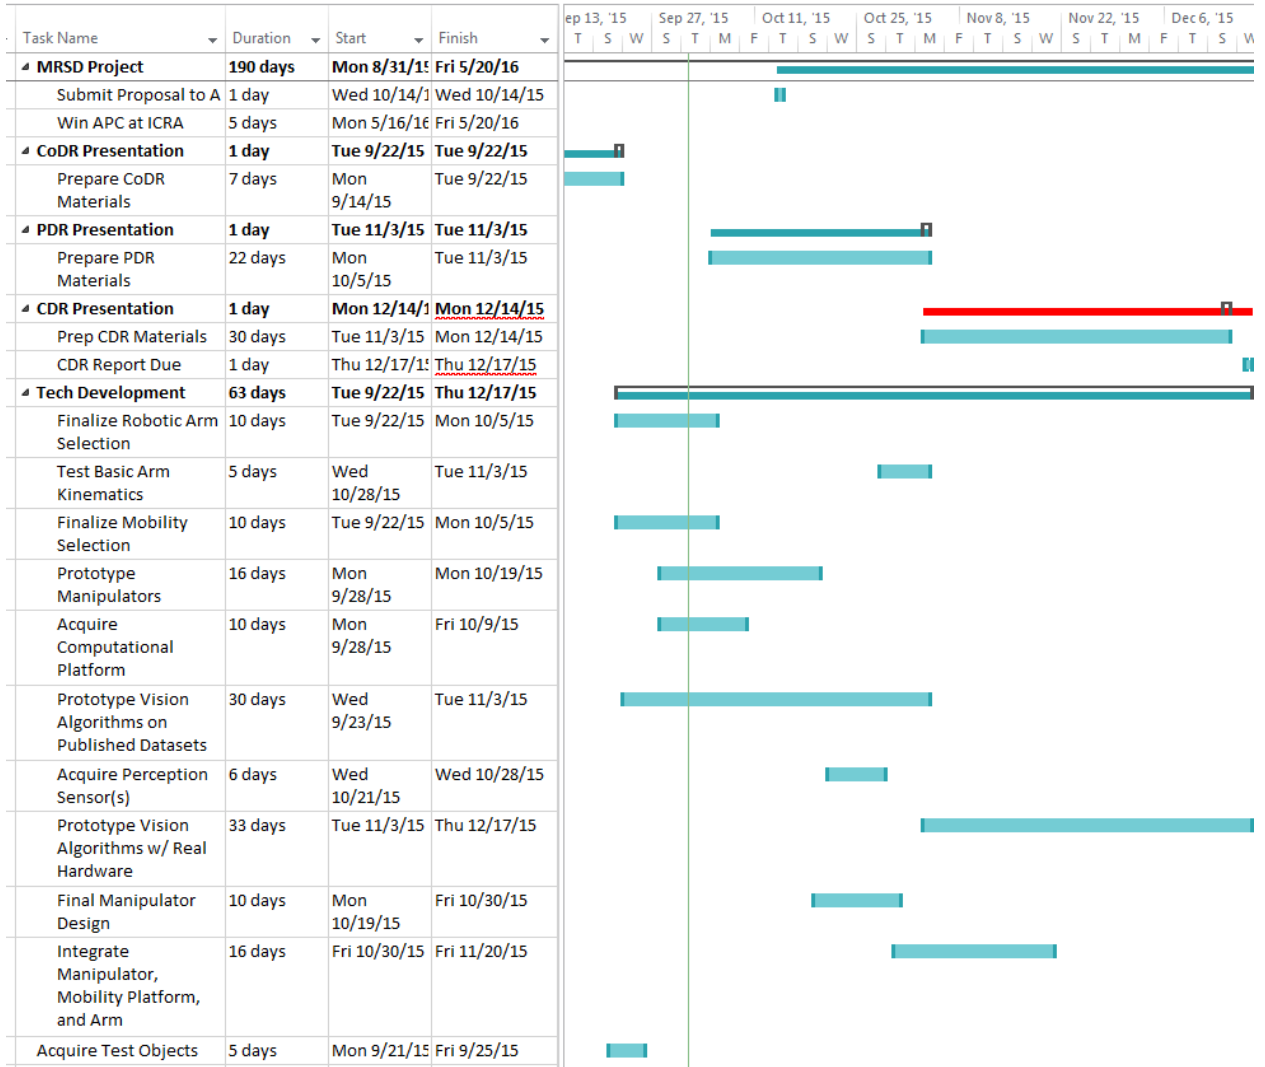 ep 13, '15 Sep 27, '15 Oct 11, '15 Oct 25, '15 Nov 8, '15 Nov 22, '15 Dec 6, '15
Task Name Duration Start Finish T S W S T M F T S W S T M F T S W S T M F T S W
MRSD Project 190 days Mon 8/31/15 Fri 5/20/16
Submit Proposal to A 1 day Wed 10/14/1 Wed 10/14/15
Win APC at ICRA 5 days Mon 5/16/16 Fri 5/20/16
CoDR Presentation 1 day Tue 9/22/15 Tue 9/22/15
Prepare CoDR 7 days Mon Tue 9/22/15
Materials 9/14/15
PDR Presentation 1 day Tue 11/3/15 Tue 11/3/15
Prepare PDR 22 days Mon Tue 11/3/15
Materials 10/5/15
CDR Presentation 1 day Mon 12/14/1 Mon 12/14/15
Prep CDR Materials 30 days Tue 11/3/15 Mon 12/14/15
CDR Report Due 1 day Thu 12/17/15 Thu 12/17/15
Tech Development 63 days Tue 9/22/15 Thu 12/17/15
Finalize Robotic Arm 10 days Tue 9/22/15 Mon 10/5/15
Selection
Test Basic Arm 5 days Wed Tue 11/3/15
Kinematics 10/28/15
Finalize Mobility 10 days Tue 9/22/15 Mon 10/5/15
Selection
Prototype 16 days Mon Mon 10/19/15
Manipulators 9/28/15
Acquire 10 days Mon Fri 10/9/15
Computational 9/28/15
Platform
Prototype Vision 30 days Wed Tue 11/3/15
Algorithms on 9/23/15
Published Datasets
Acquire Perception 6 days Wed Wed 10/28/15
Sensor(s) 10/21/15
Prototype Vision 33 days Tue 11/3/15 Thu 12/17/15
Algorithms w/ Real
Hardware
Final Manipulator 10 days Mon Fri 10/30/15
Design 10/19/15
Integrate 16 days Fri 10/30/15 Fri 11/20/15
Manipulator,
Mobility Platform,
and Arm
Acquire Test Objects 5 days Mon 9/21/15 Fri 9/25/15